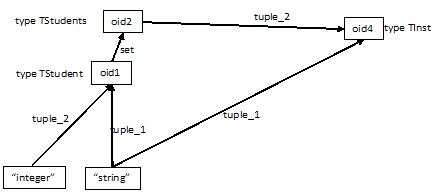 type TStudents
oid2
tuple_2
oid4
type TInst
set
type TStudent
oid1
tuple_2
tuple_1
tuple_1
"integer"
"string"